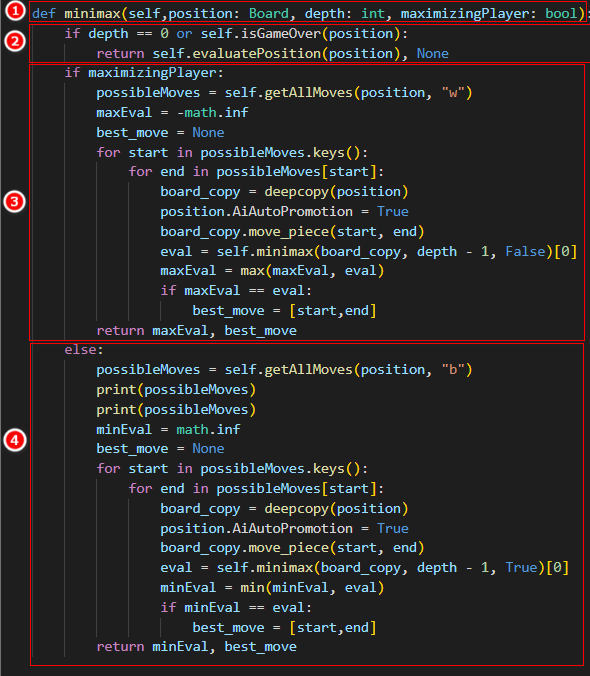 1 def minimax(self,position: Board, depth: int, maximizingPlayer: bool):
2 if depth == 0 or self.isGameOver(position):
return self.evaluatePosition(position), None
if maximizingPlayer:
possibleMoves = self.getAllMoves(position, "w")
maxEval = -math.inf
best_move = None
for start in possibleMoves.keys():
for end in possibleMoves[start]:
board_copy = deepcopy(position)
3 position.AiAutoPromotion = True
board_copy.move_piece(start, end)
eval = self.minimax(board_copy, depth - 1, False)[0]
maxEval = max(maxEval, eval)
if maxEval == eval:
best_move = [start,end]
return maxEval, best_move
else:
possibleMoves = self.getAllMoves(position, "b")
print(possibleMoves)
print(possibleMoves)
4 minEval = math.inf
best_move = None
for start in possibleMoves.keys():
for end in possibleMoves[start]:
board_copy = deepcopy(position)
position.AiAutoPromotion = True
board_copy.move_piece(start, end)
eval = self.minimax(board_copy, depth - 1, True)[0]
minEval = min(minEval, eval)
if minEval == eval:
best_move = [start,end]
return minEval, best_move